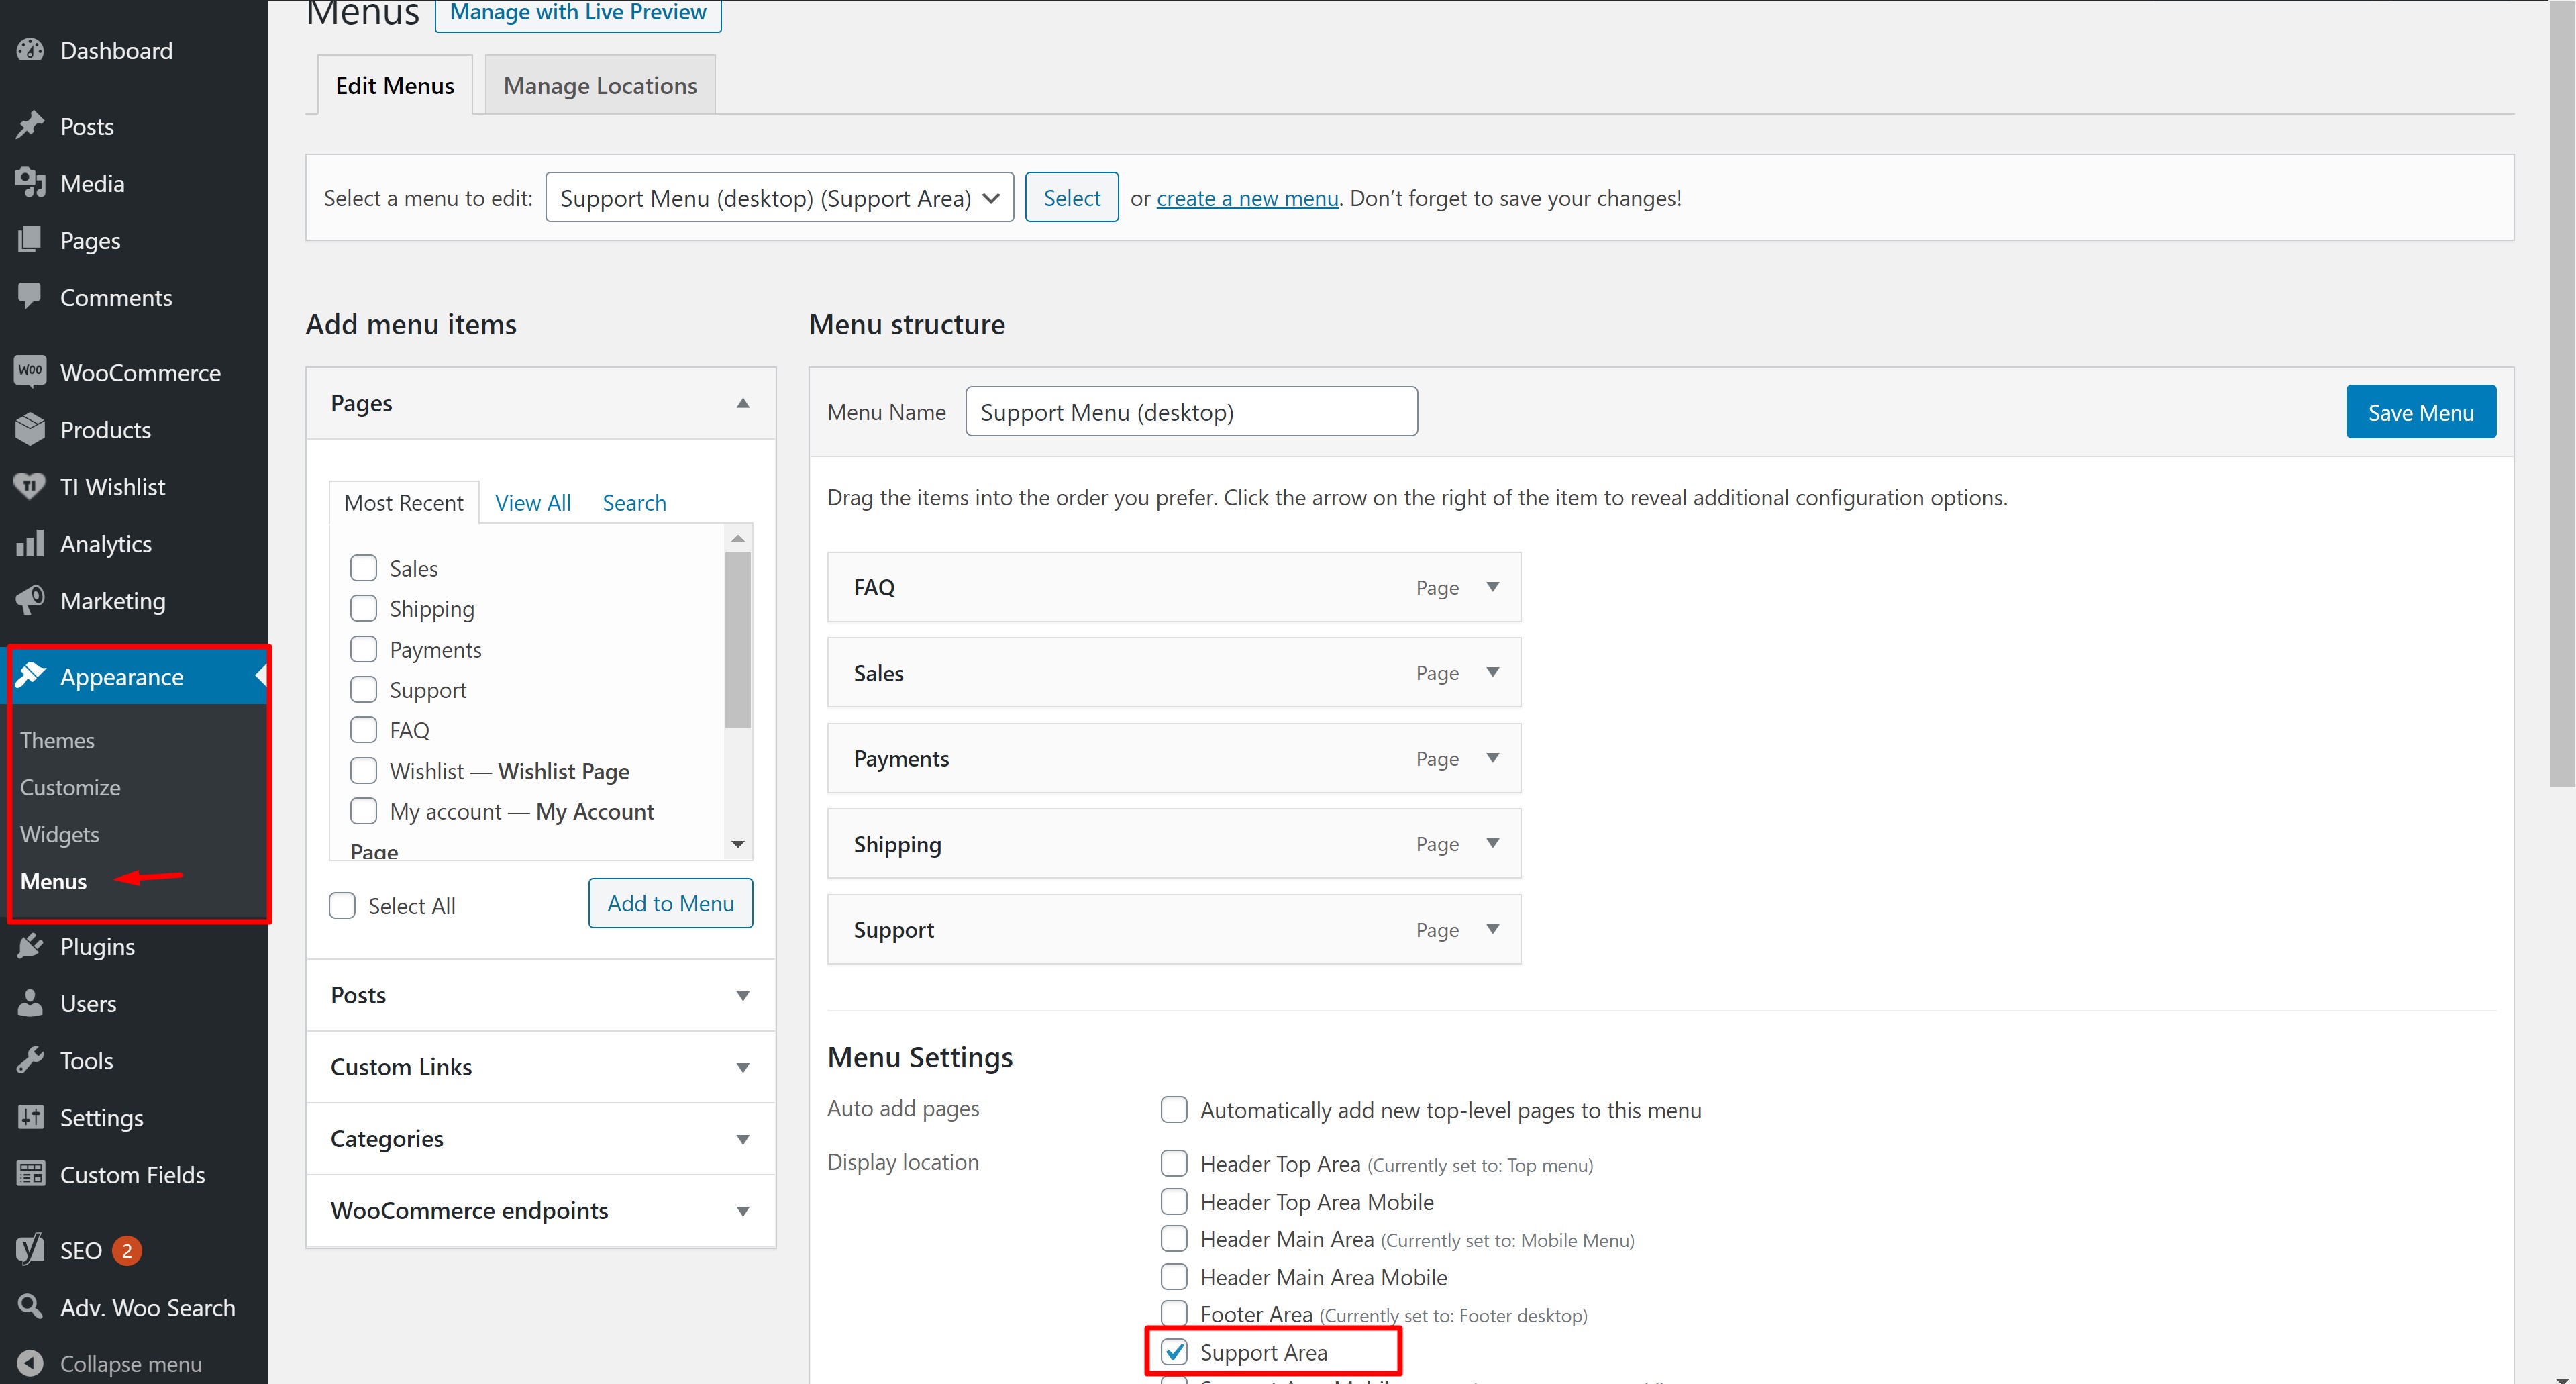 Menus Manage with Live Preview
Edit Menus Manage Locations
Select a menu to edit: Support Menu (desktop) (Support Area) Select or create a new menu. Don’t forget to save your changes!
Dashboard
Posts
Media
Pages
Comments
WOO WooCommerce
Products
TI TI Wishlist
Analytics
Marketing
Appearance
Themes
Customize
Widgets
Menus
Plugins
Users
Tools
Settings
Custom Fields
SEO 2
Adv. Woo Search
Collapse menu
Add menu items
Pages
Most Recent View All Search
Sales
Shipping
Payments
Support
FAQ
Wishlist — Wishlist Page
My account — My Account
Page
Select All Add to Menu
Posts
Custom Links
Categories
WooCommerce endpoints
Menu structure
Menu Name Support Menu (desktop) Save Menu
Drag the items into the order you prefer. Click the arrow on the right of the item to reveal additional configuration options.
FAQ Page
Sales Page
Payments Page
Shipping Page
Support Page
Menu Settings
Auto add pages Automatically add new top-level pages to this menu
Display location Header Top Area (Currently set to: Top menu)
Header Top Area Mobile
Header Main Area (Currently set to: Mobile Menu)
Header Main Area Mobile
Footer Area (Currently set to: Footer desktop)
Support Area